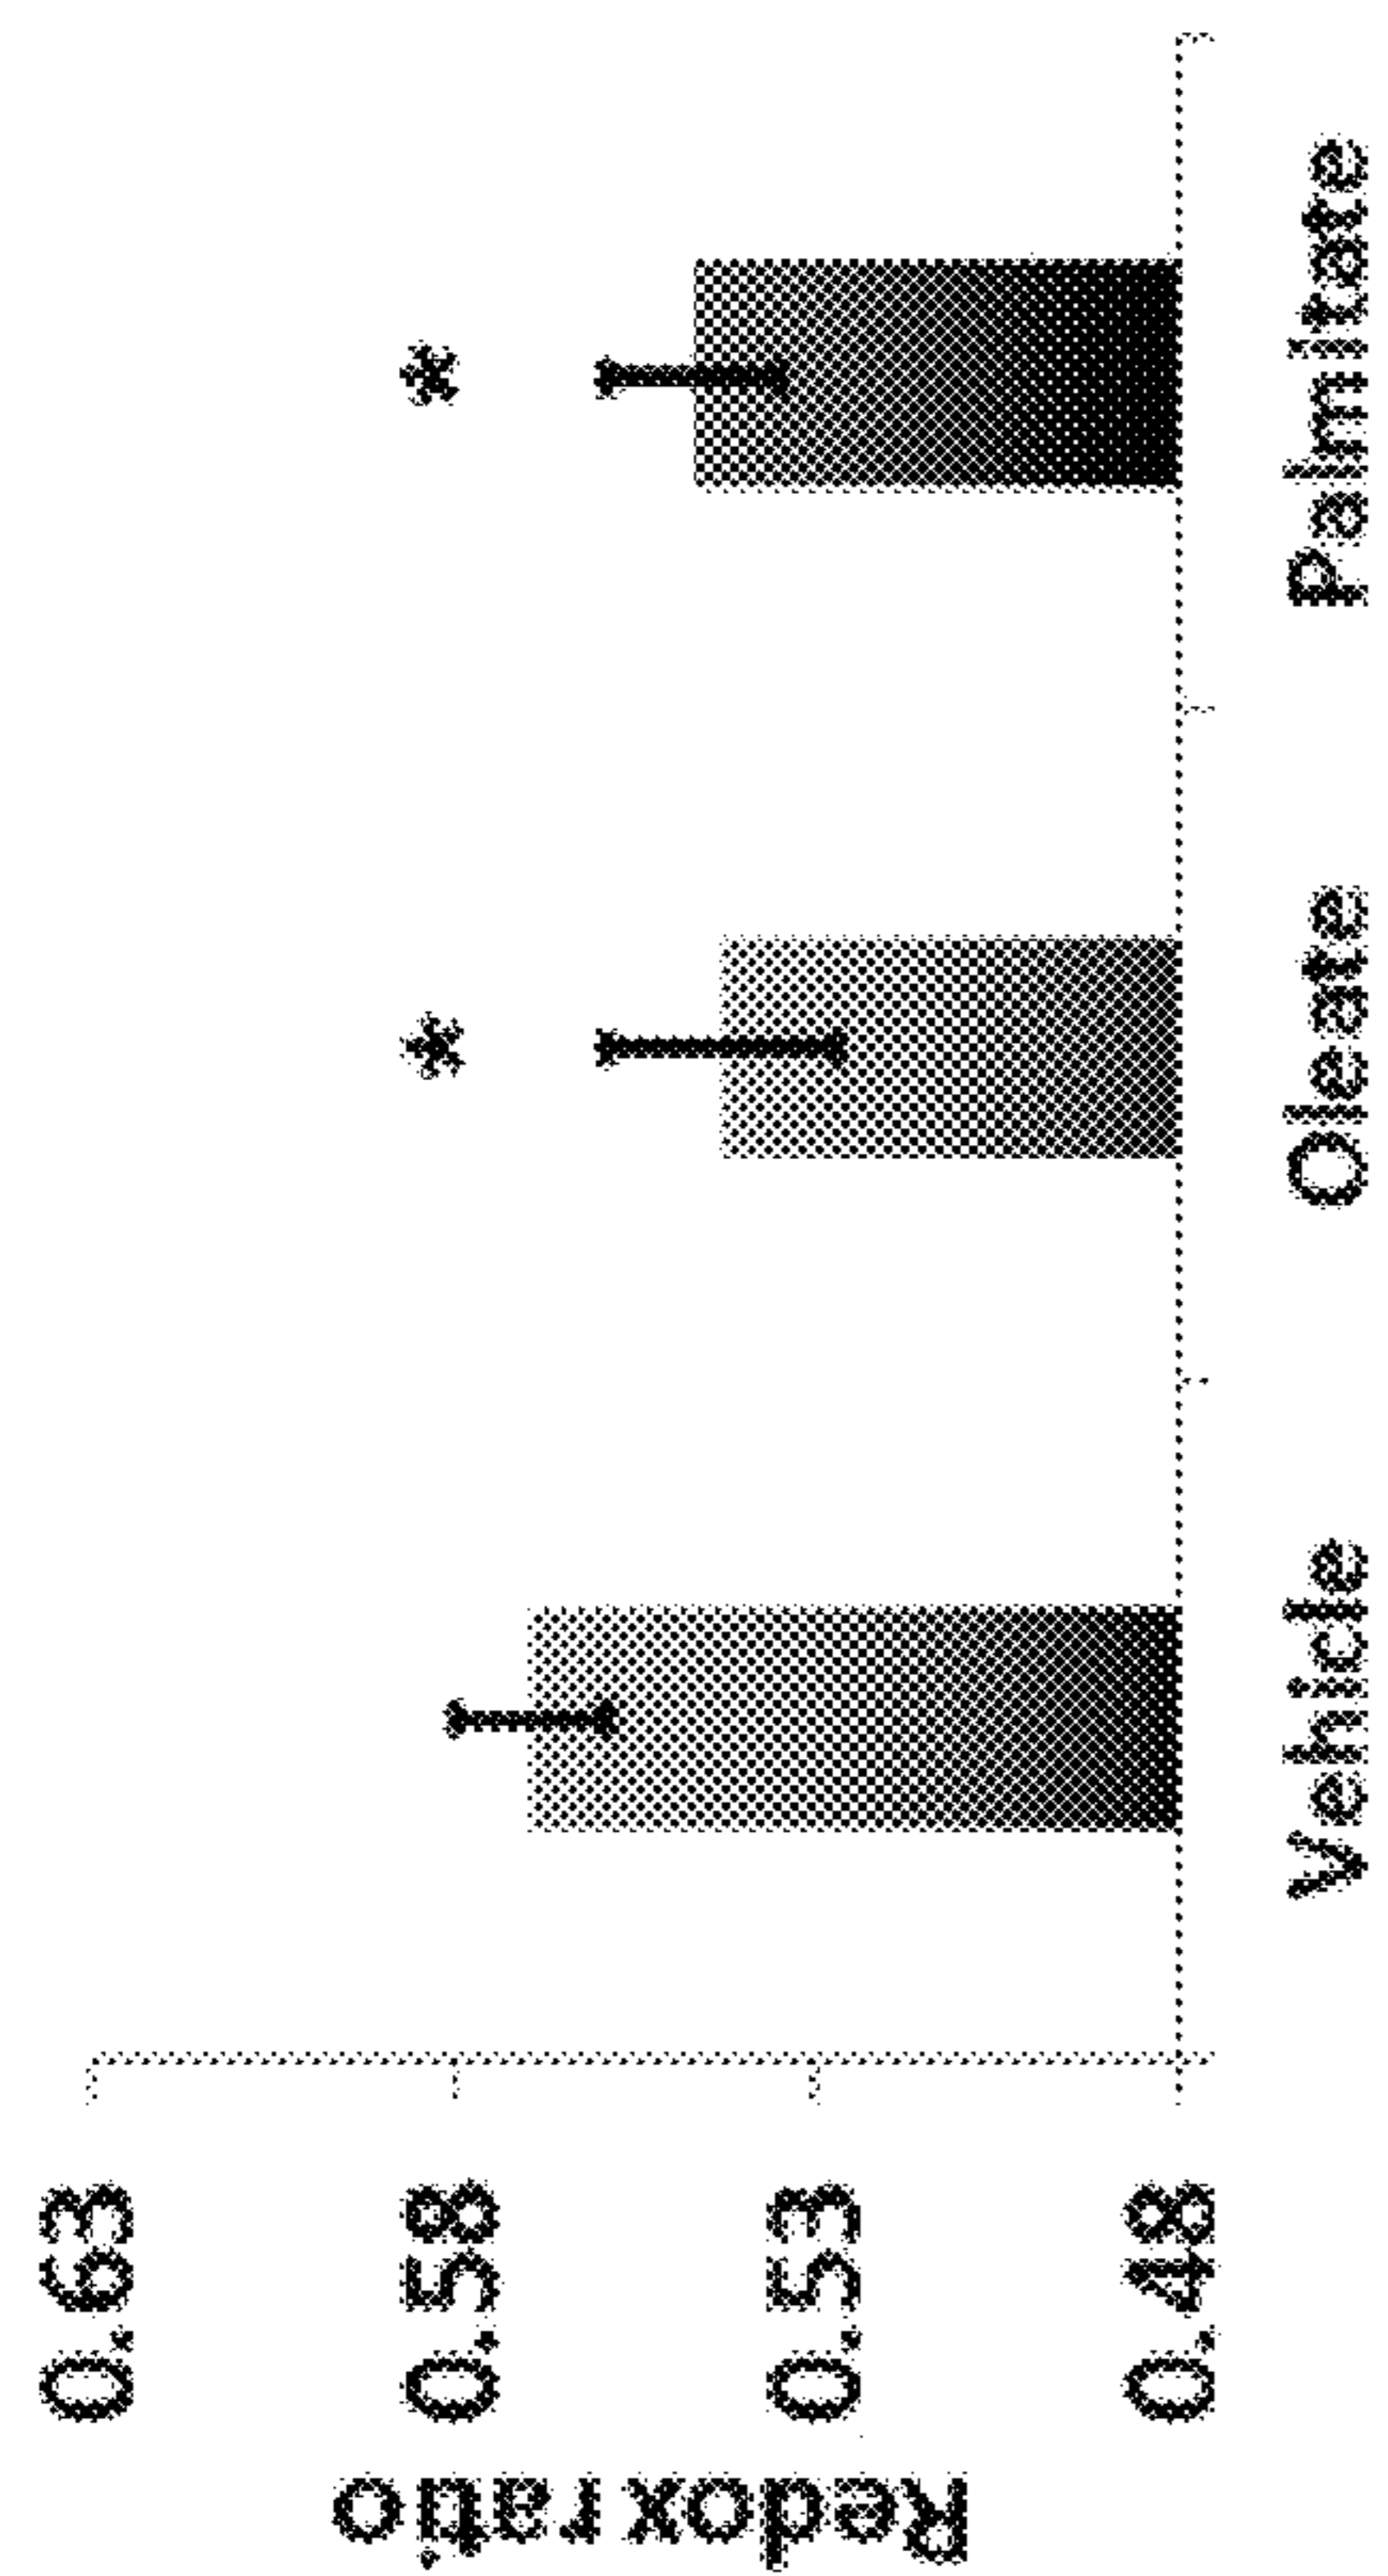 Redox ratio
0.63
0.58
0.53
0.48
*
*
Vehicle
Oleate
Palmitate